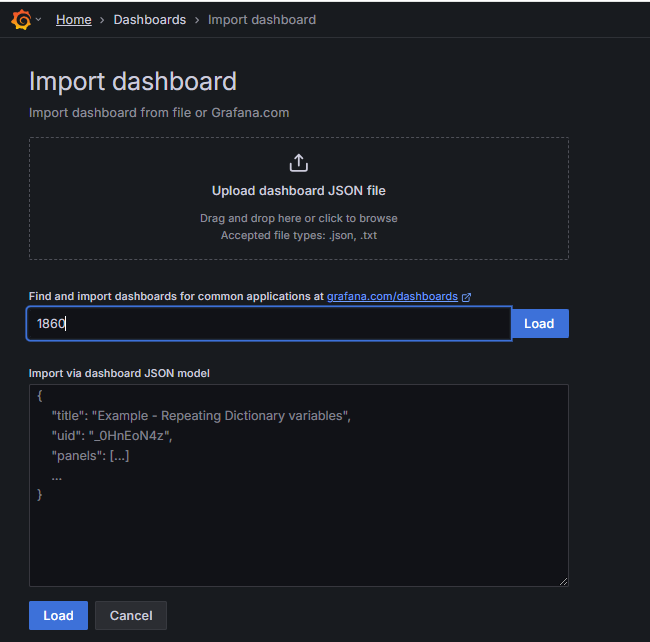 Home › Dashboards › Import dashboard
Import dashboard
Import dashboard from file or Grafana.com
Upload dashboard JSON file
Drag and drop here or click to browse
Accepted file types: .json, .txt
Find and import dashboards for common applications at grafana.com/dashboards
1860
Load
Import via dashboard JSON model
{
"title": "Example - Repeating Dictionary variables",
"uid": "_0HnEoN4z",
"panels": [...]
...
}
Load
Cancel